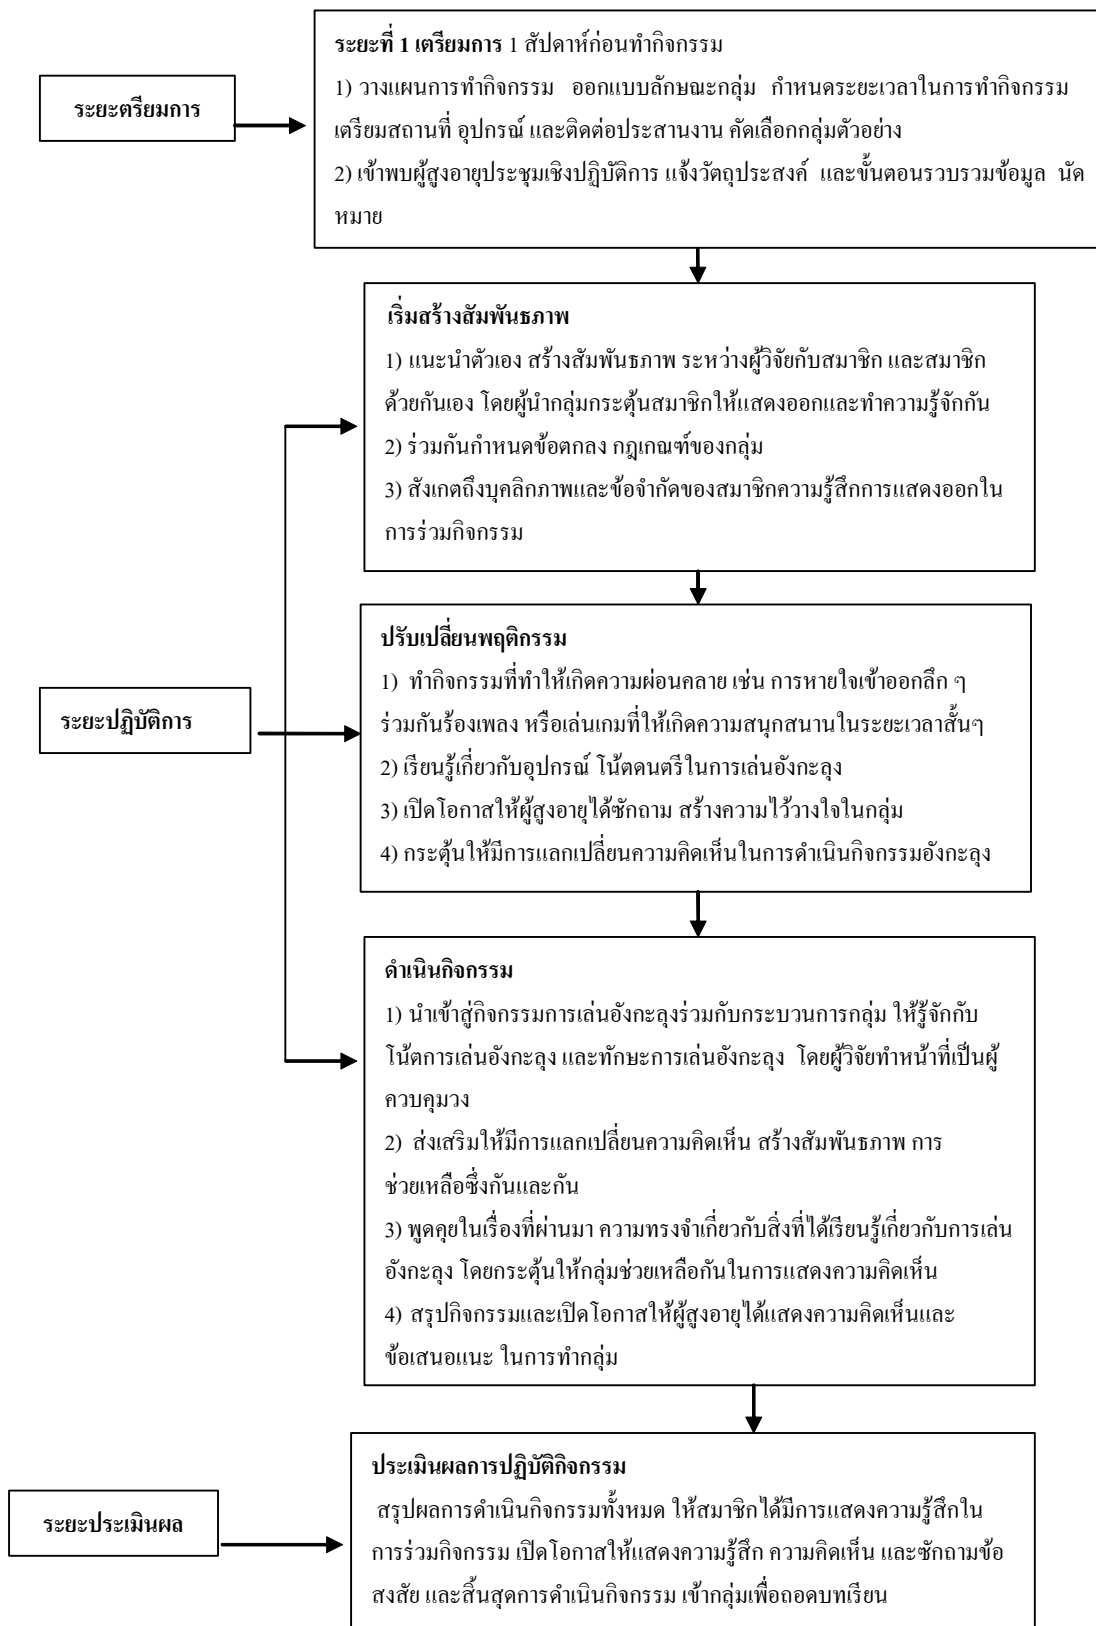 ระยะตรียมการ
ระยะที่ 1 เตรียมการ 1 สัปดาห์ก่อนทำกิจกรรม
1) วางแผนการทำกิจกรรม ออกแบบลักษณะกลุ่ม กำหนดระยะเวลาในการทำกิจกรรม
เตรียมสถานที่ อุปกรณ์ และติดต่อประสานงาน คัดเลือกกลุ่มตัวอย่าง
2) เข้าพบผู้สูงอายุประชุมเชิงปฏิบัติการ แจ้งวัตถุประสงค์ และขั้นตอนรวบรวมข้อมูล นัด
หมาย
ระยะปฏิบัติการ
เริ่มสร้างสัมพันธภาพ
1) แนะนำตัวเอง สร้างสัมพันธภาพ ระหว่างผู้วิจัยกับสมาชิก และสมาชิก
ด้วยกันเอง โดยผู้นำกลุ่มกระตุ้นสมาชิกให้แสดงออกและทำความรู้จักกัน
2) ร่วมกันกำหนดข้อตกลง กฎเกณฑ์ของกลุ่ม
3) สังเกตถึงบุคลิกภาพและข้อจำกัดของสมาชิกความรู้สึกการแสดงออกใน
การร่วมกิจกรรม
ปรับเปลี่ยนพฤติกรรม
1) ทำกิจกรรมที่ทำให้เกิดความผ่อนคลาย เช่น การหายใจเข้าออกลึก ๆ
ร่วมกันร้องเพลง หรือเล่นเกมที่ให้เกิดความสนุกสนานในระยะเวลาสั้นๆ
2) เรียนรู้เกี่ยวกับอุปกรณ์ โน้ตดนตรีในการเล่นอังกะลุง
3) เปิดโอกาสให้ผู้สูงอายุได้ซักถาม สร้างความไว้วางใจในกลุ่ม
4) กระตุ้นให้มีการแลกเปลี่ยนความคิดเห็นในการดำเนินกิจกรรมอังกะลุง
ดำเนินกิจกรรม
1) นำเข้าสู่กิจกรรมการเล่นอังกะลุงร่วมกับกระบวนการกลุ่ม ให้รู้จักกับ
โน้ตการเล่นอังกะลุง และทักษะการเล่นอังกะลุง โดยผู้วิจัยทำหน้าที่เป็นผู้
ควบคุมวง
2) ส่งเสริมให้มีการแลกเปลี่ยนความคิดเห็น สร้างสัมพันธภาพ การ
ช่วยเหลือซึ่งกันและกัน
3) พูดคุยในเรื่องที่ผ่านมา ความทรงจำเกี่ยวกับสิ่งที่ได้เรียนรู้เกี่ยวกับการเล่น
อังกะลุง โดยกระตุ้นให้กลุ่มช่วยเหลือกันในการแสดงความคิดเห็น
4) สรุปกิจกรรมและเปิดโอกาสให้ผู้สูงอายุได้แสดงความคิดเห็นและ
ข้อเสนอแนะ ในการทำกลุ่ม
ระยะประเมินผล
ประเมินผลการปฏิบัติกิจกรรม
สรุปผลการดำเนินกิจกรรมทั้งหมด ให้สมาชิกได้มีการแสดงความรู้สึกใน
การร่วมกิจกรรม เปิดโอกาสให้แสดงความรู้สึก ความคิดเห็น และซักถามข้อ
สงสัย และสิ้นสุดการดำเนินกิจกรรม เข้ากลุ่มเพื่อถอดบทเรียน